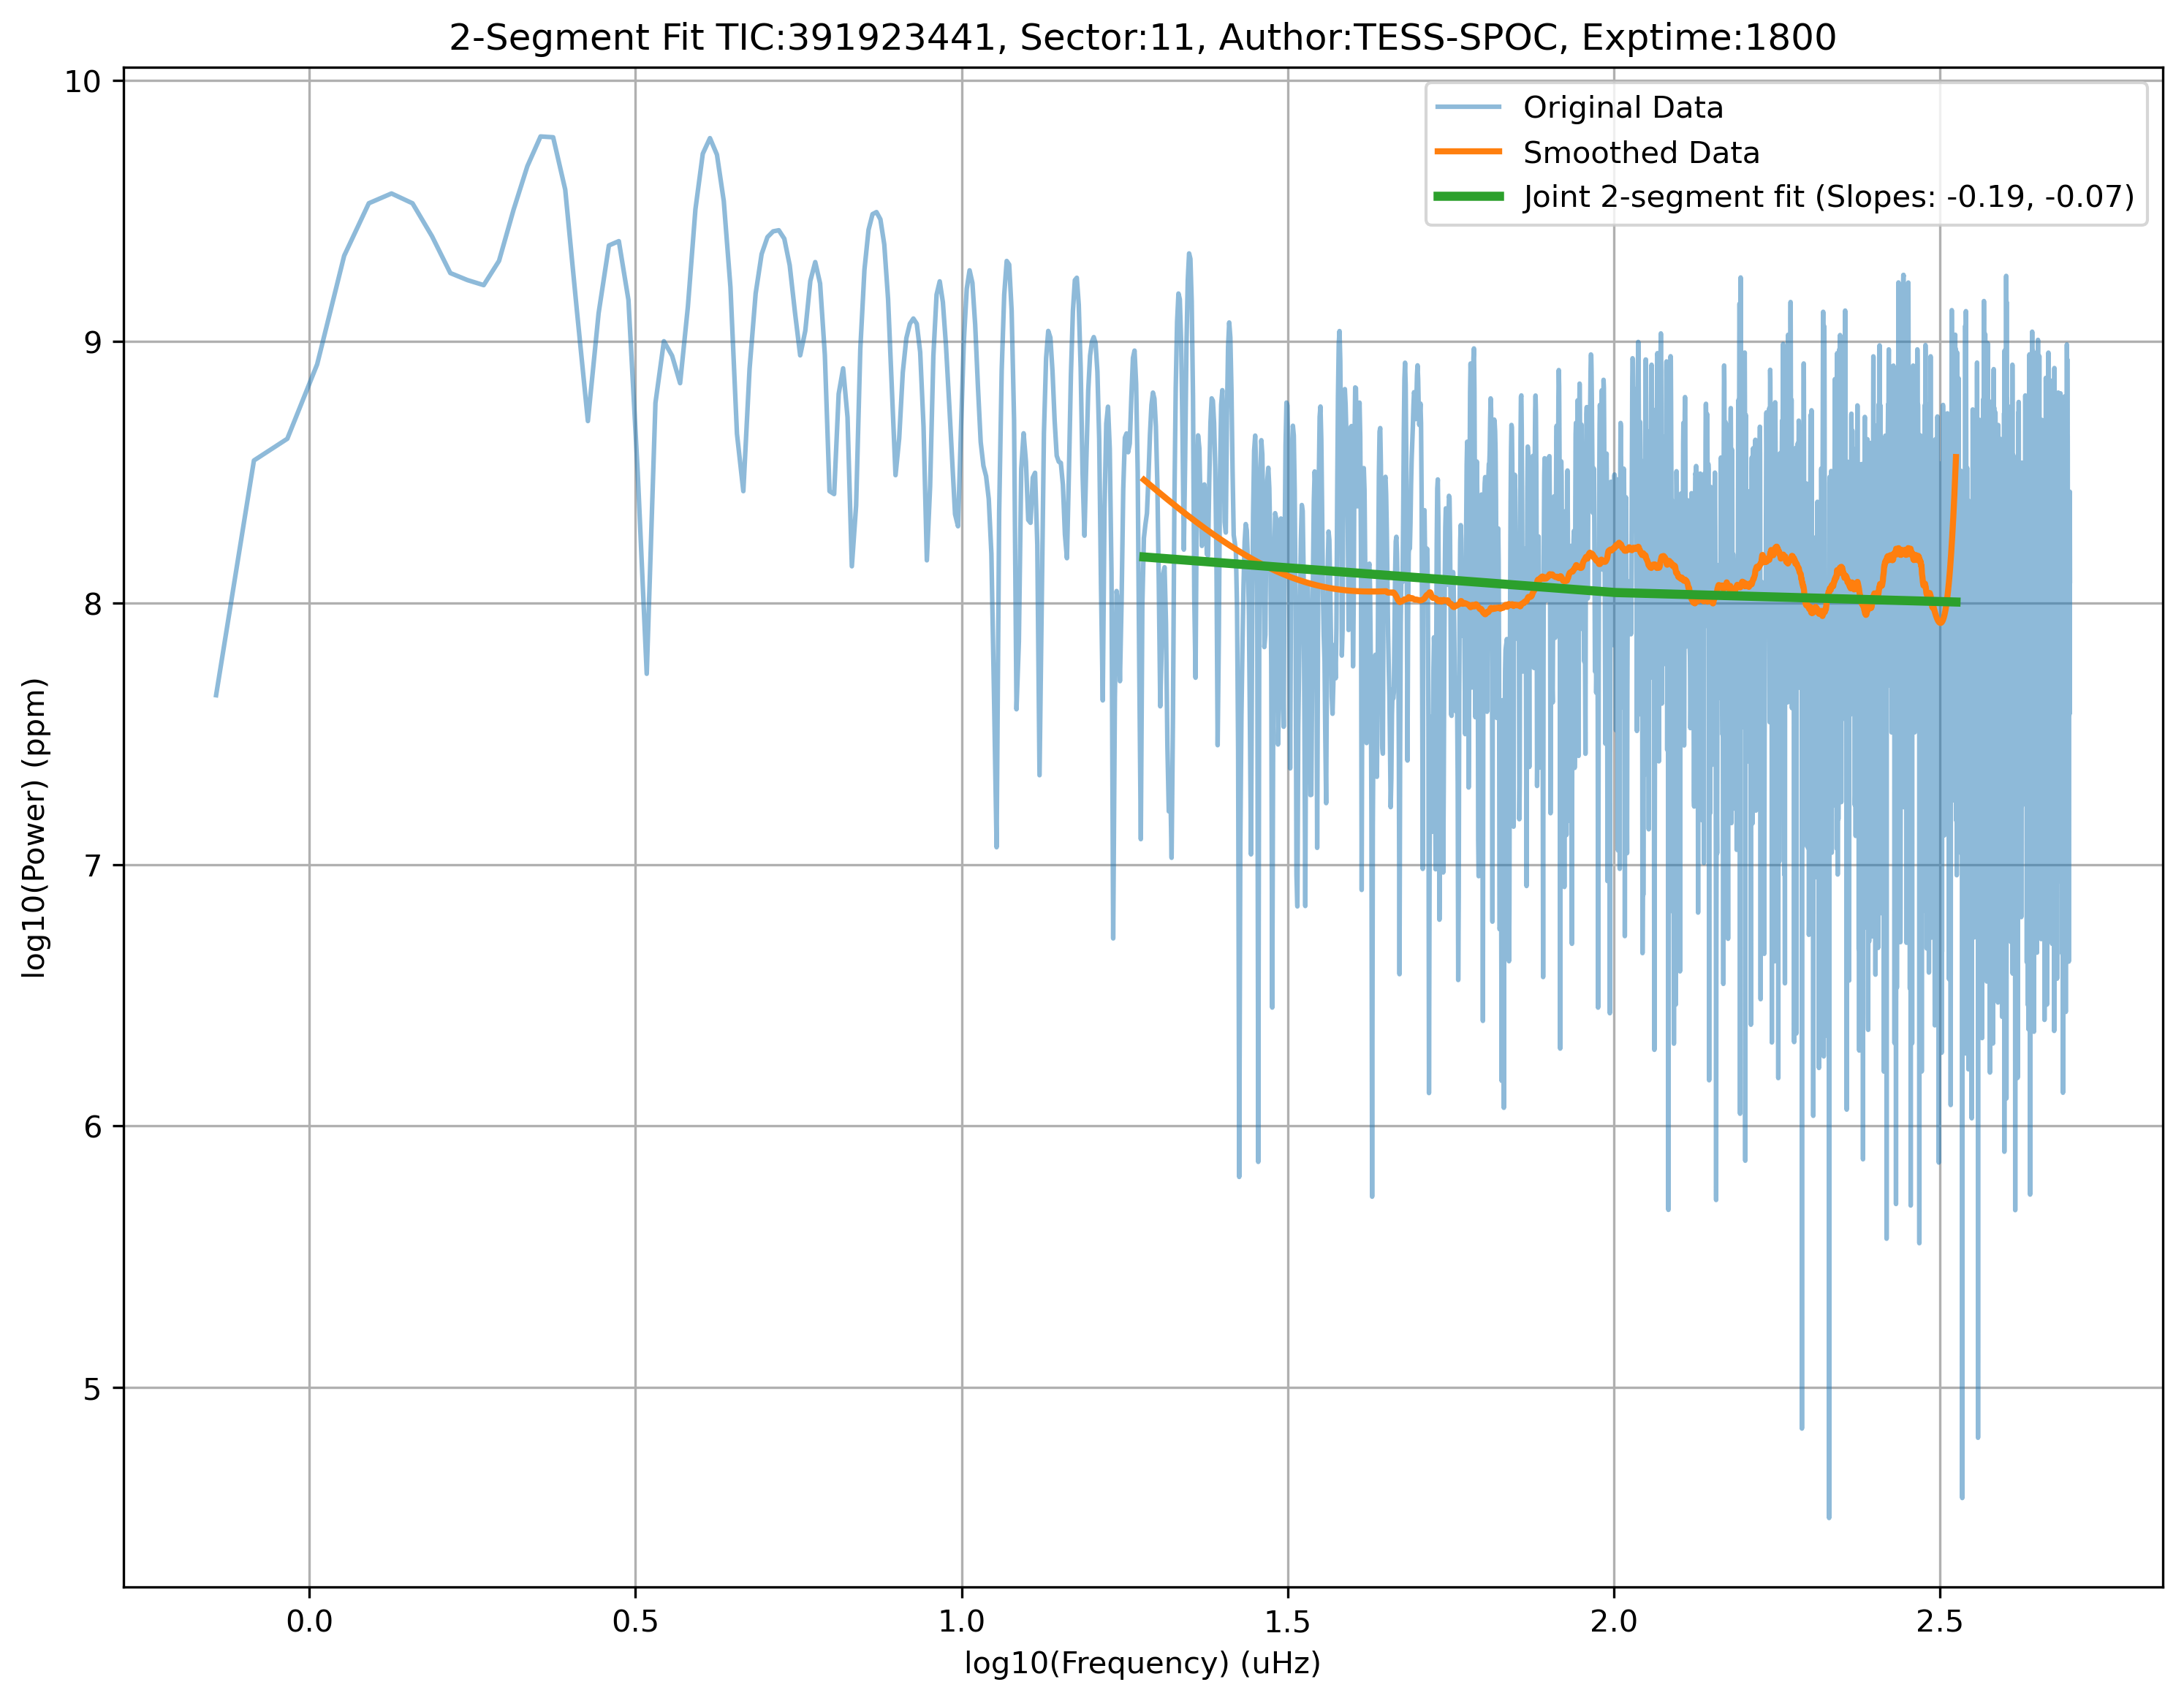 2-Segment Fit TIC:391923441, Sector:11, Author:TESS-SPOC, Exptime:1800
Original Data
Smoothed Data
Joint 2-segment fit (Slopes: -0.19, -0.07)
log10(Power) (ppm)
10
9
8
7
6
5
0.0 0.5 1.0 1.5 2.0 2.5
log10(Frequency) (uHz)